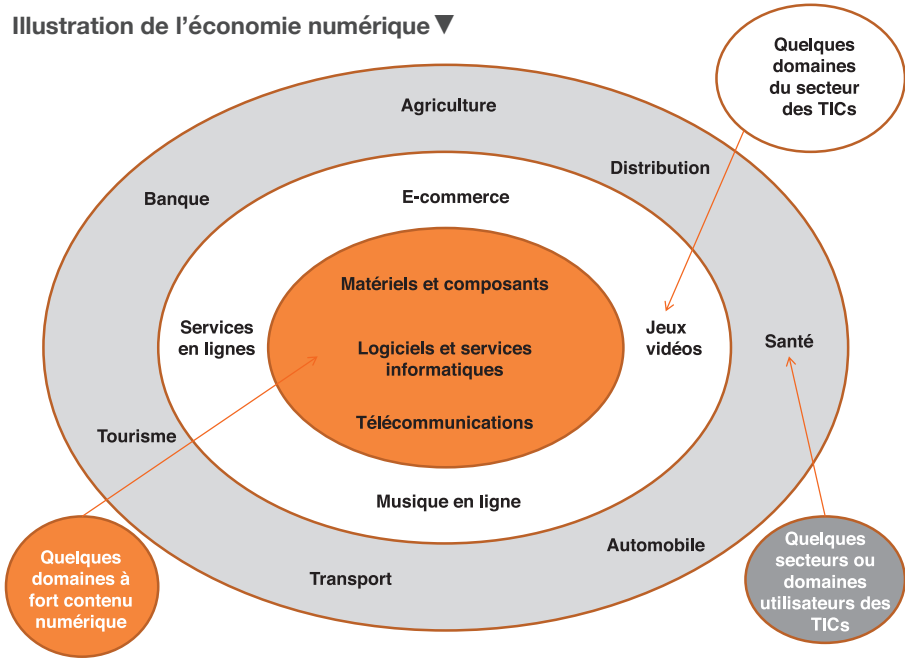 Illustration de l’économie numérique ▼
Quelques
domaines
du secteur
des TICs
Agriculture
Distribution
Banque
E-commerce
Matériels et composants
Services
en lignes
Jeux
vidéos
Santé
Logiciels et services
informatiques
Télécommunications
Tourisme
Musique en ligne
Automobile
Transport
Quelques
domaines à
fort contenu
numérique
Quelques
secteurs ou
domaines
utilisateurs des
TICs